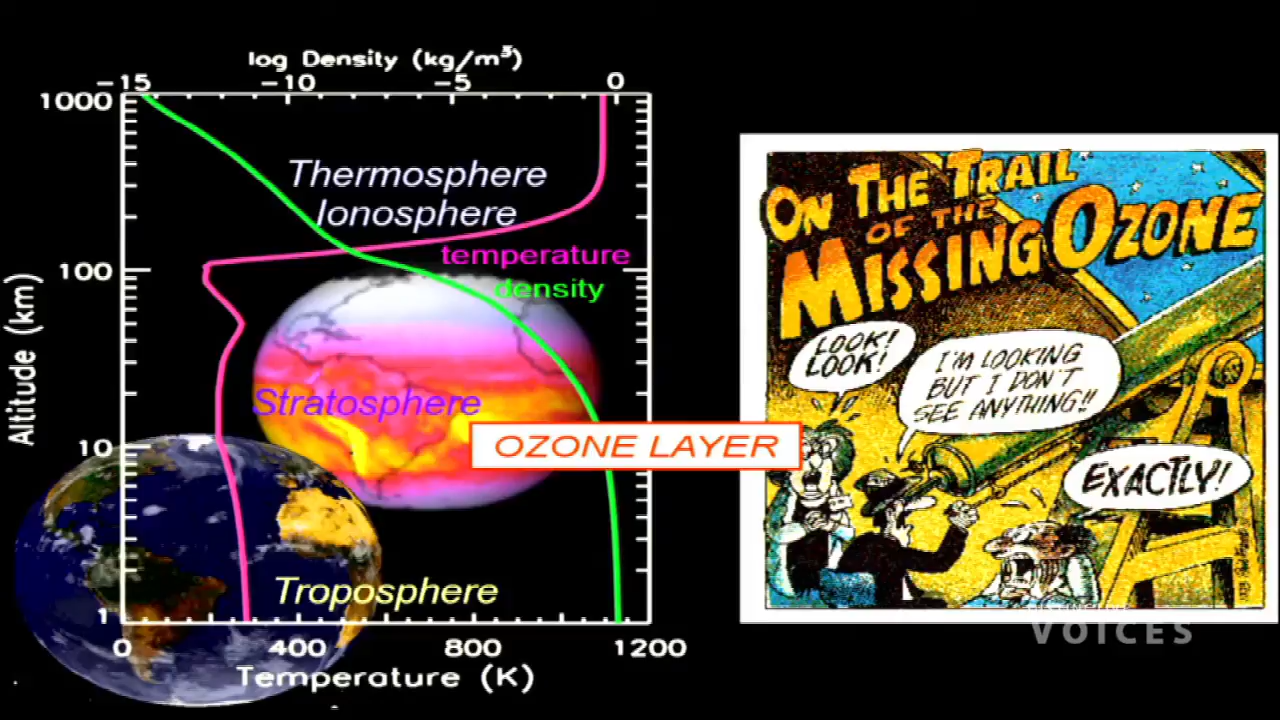 log Density (kg/m³)
-15 -10 -5 0
1000
Thermosphere
Ionosphere
temperature
100
density
Altitude (km)
Stratosphere
10
OZONE LAYER
Troposphere
1
0 400 800 1200
Temperature (K)
ON THE TRAIL
OF THE
MISSING OZONE
LOOK!
LOOK!
I'M LOOKING
BUT I DON'T
SEE ANYTHING!!
EXACTLY!
VOICES